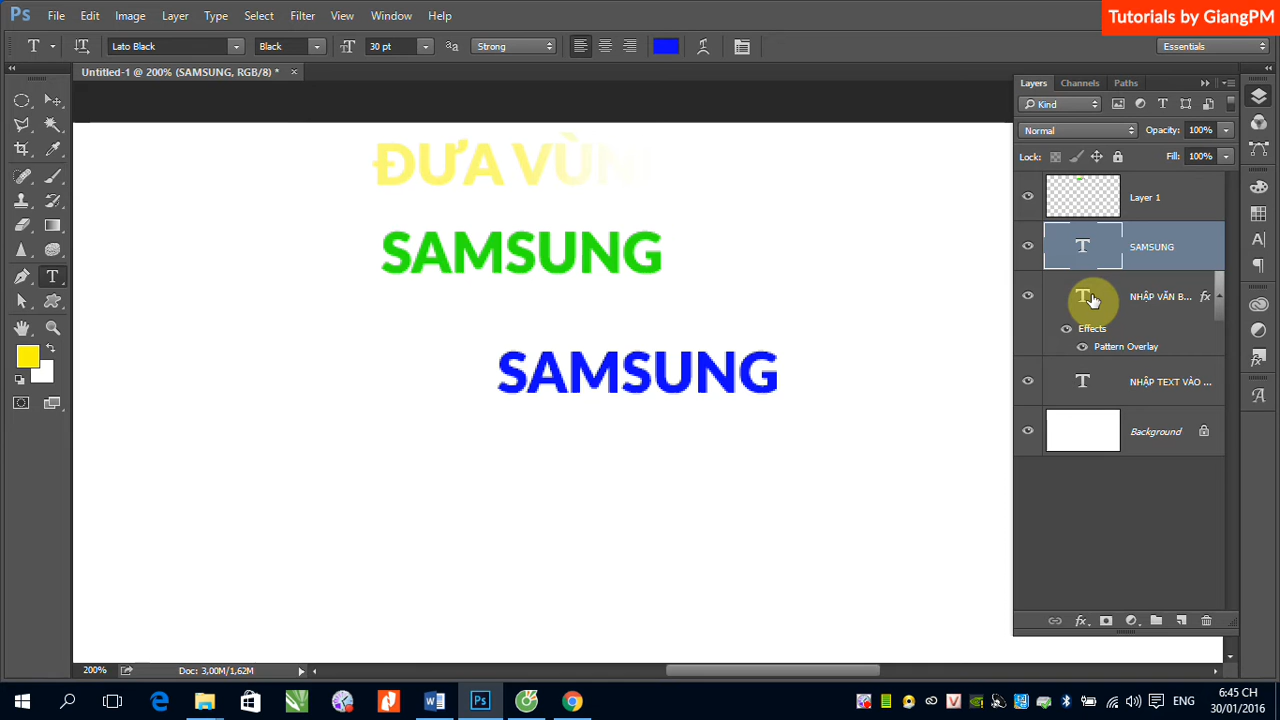 Ps File Edit Image Layer Type Select Filter View Window Help
Tutorials by GiangPM
T Lato Black Black 30 pt Strong Essentials
Untitled-1 @ 200% (SAMSUNG, RGB/8) *
Layers Channels Paths
Kind
Normal Opacity: 100%
Lock: Fill: 100%
Layer 1
SAMSUNG
NHẬP VĂN B... fx
Effects
Pattern Overlay
NHẬP TEXT VÀO ...
Background
ĐƯA VÙN
SAMSUNG
SAMSUNG
200% Doc: 3,00M/1,62M
ENG
6:45 CH
30/01/2016